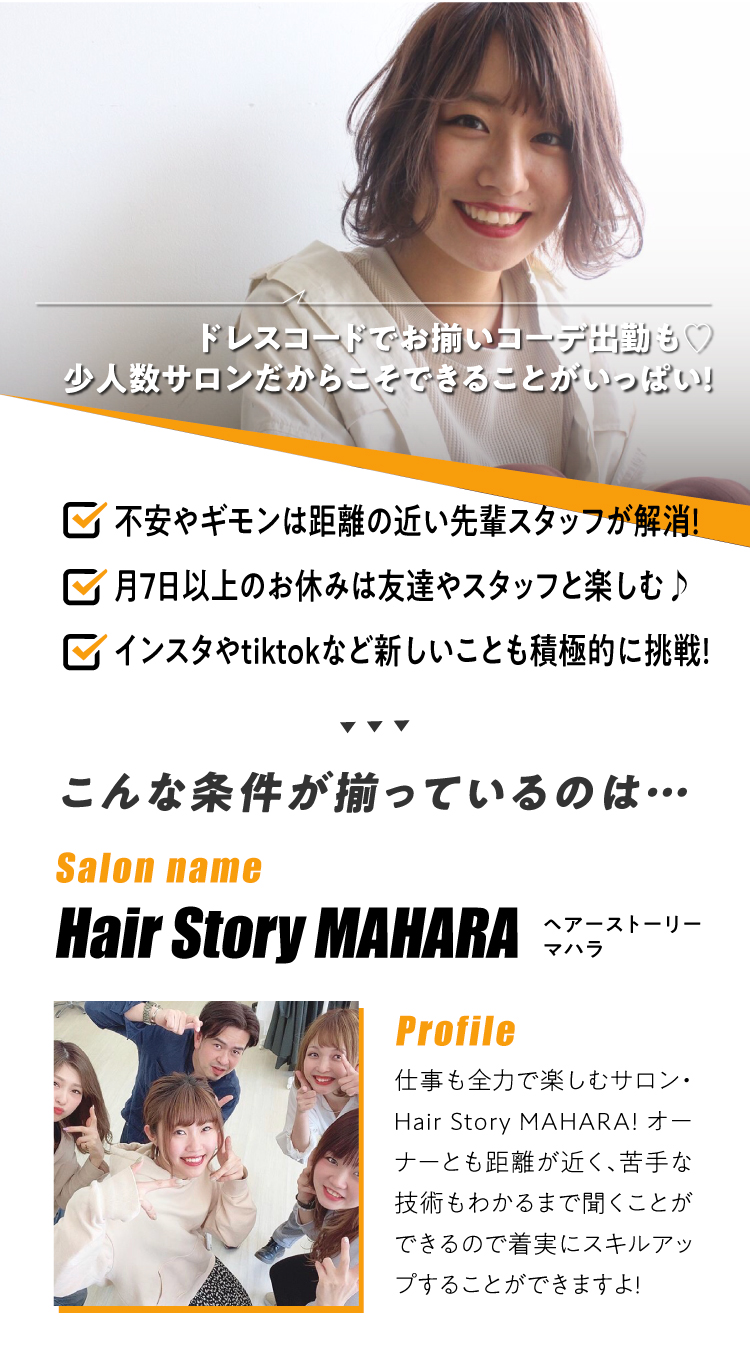 ドレスコードでお揃いコーデ出勤も♡
少人数サロンだからこそできることがいっぱい!
不安やギモンは距離の近い先輩スタッフが解消!
月7日以上のお休みは友達やスタッフと楽しむ♪
インスタやtiktokなど新しいことも積極的に挑戦!
こんな条件が揃っているのは…
Salon name
Hair Story MAHARA
ヘアーストーリー
マハラ
Profile
仕事も全力で楽しむサロン・
Hair Story MAHARA! オー
ナーとも距離が近く、苦手な
技術もわかるまで聞くことが
できるので着実にスキルアッ
プすることができますよ!